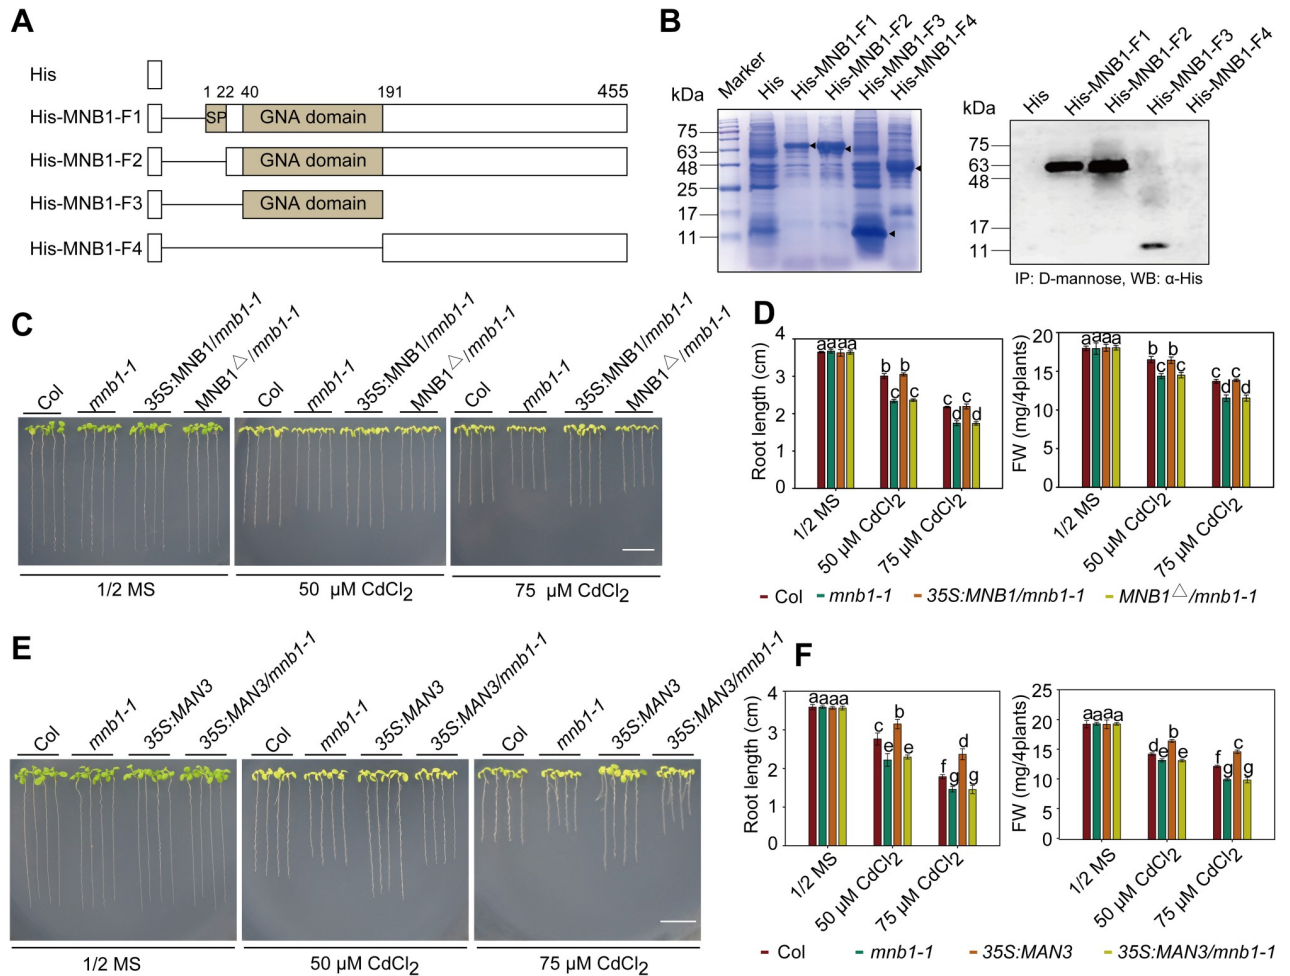 A
His
1 22 40 191 455
His-MNB1-F1 SP GNA domain
His-MNB1-F2 GNA domain
His-MNB1-F3 GNA domain
His-MNB1-F4
B
kDa Marker His His-MNB1-F1 His-MNB1-F2 His-MNB1-F3 His-MNB1-F4
75
63
48
25
17
11
kDa His His-MNB1-F1 His-MNB1-F2 His-MNB1-F3 His-MNB1-F4
75
63
48
17
11
IP: D-mannose, WB: α-His
C
Col mnb1-1 35S:MNB1/mnb1-1 MNB1△/mnb1-1 Col mnb1-1 35S:MNB1/mnb1-1 MNB1△/mnb1-1 Col mnb1-1 35S:MNB1/mnb1-1 MNB1△/mnb1-1
1/2 MS 50 μM CdCl2 75 μM CdCl2
D
Root length (cm)
4
3
2
1
0
a a a a b c b c c d c d
1/2 MS 50 μM CdCl2 75 μM CdCl2
FW (mg/4plants)
20
15
10
5
0
a a a a b c b c c d c d
1/2 MS 50 μM CdCl2 75 μM CdCl2
Col mnb1-1 35S:MNB1/mnb1-1 MNB1△/mnb1-1
E
Col mnb1-1 35S:MAN3 35S:MAN3/mnb1-1 Col mnb1-1 35S:MAN3 35S:MAN3/mnb1-1 Col mnb1-1 35S:MAN3 35S:MAN3/mnb1-1
1/2 MS 50 μM CdCl2 75 μM CdCl2
F
Root length (cm)
4
3
2
1
0
a a a a c e b e f g d g
1/2 MS 50 μM CdCl2 75 μM CdCl2
FW (mg/4plants)
25
20
15
10
5
0
a a a a d e b e f g c g
1/2 MS 50 μM CdCl2 75 μM CdCl2
Col mnb1-1 35S:MAN3 35S:MAN3/mnb1-1